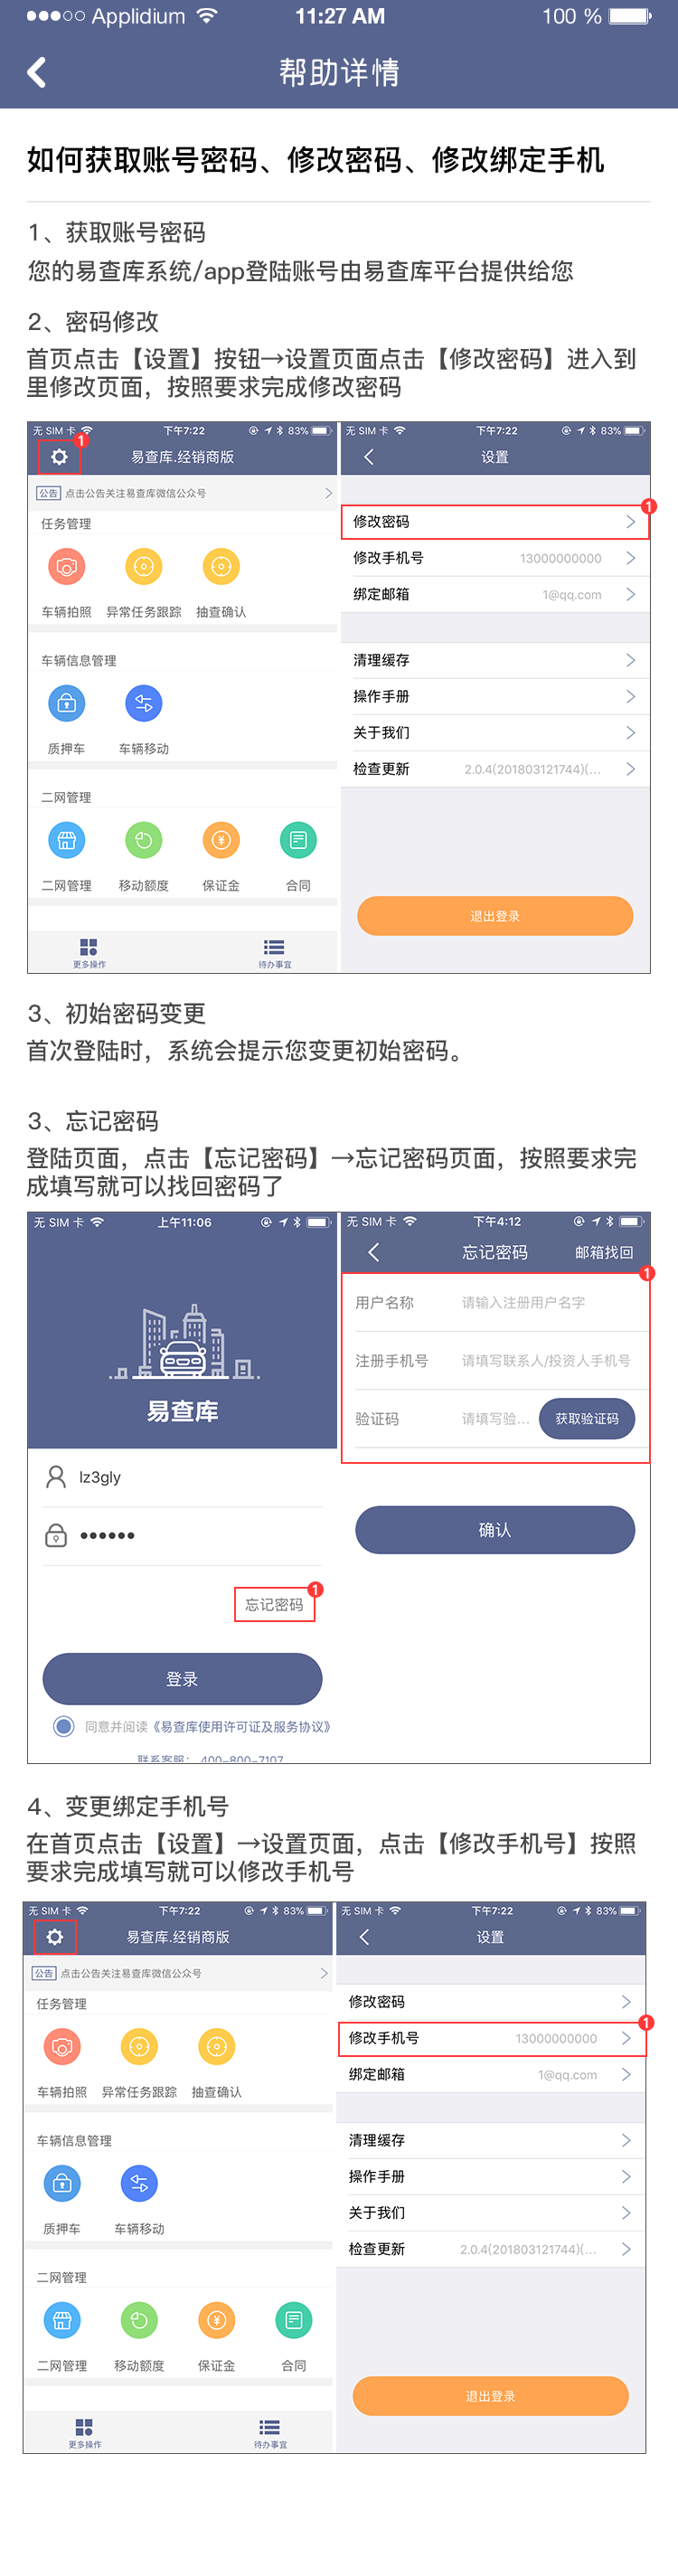 Applidium 11:27 AM 100 %
帮助详情
如何获取账号密码、修改密码、修改绑定手机
1、获取账号密码
您的易查库系统/app登陆账号由易查库平台提供给您
2、密码修改
首页点击【设置】按钮→设置页面点击【修改密码】进入到
里修改页面，按照要求完成修改密码
无 SIM 卡 下午7:22 83%
1
易查库.经销商版
公告 点击公告关注易查库微信公众号
任务管理
车辆拍照 异常任务跟踪 抽查确认
车辆信息管理
质押车 车辆移动
二网管理
二网管理 移动额度 保证金 合同
更多操作 待办事宜
无 SIM 卡 下午7:22 83%
设置
1
修改密码
修改手机号 13000000000
绑定邮箱 1@qq.com
清理缓存
操作手册
关于我们
检查更新 2.0.4(201803121744)(...
退出登录
3、初始密码变更
首次登陆时，系统会提示您变更初始密码。
3、忘记密码
登陆页面，点击【忘记密码】→忘记密码页面，按照要求完
成填写就可以找回密码了
无 SIM 卡 上午11:06
易查库
lz3gly
1
忘记密码
登录
同意并阅读《易查库使用许可证及服务协议》
联系客服： 400-800-7107
无 SIM 卡 下午4:12
忘记密码 邮箱找回
1
用户名称 请输入注册用户名字
注册手机号 请填写联系人/投资人手机号
验证码 请填写验... 获取验证码
确认
4、变更绑定手机号
在首页点击【设置】→设置页面，点击【修改手机号】按照
要求完成填写就可以修改手机号
无 SIM 卡 下午7:22 83%
易查库.经销商版
公告 点击公告关注易查库微信公众号
任务管理
车辆拍照 异常任务跟踪 抽查确认
车辆信息管理
质押车 车辆移动
二网管理
二网管理 移动额度 保证金 合同
更多操作 待办事宜
无 SIM 卡 下午7:22 83%
设置
修改密码
1
修改手机号 13000000000
绑定邮箱 1@qq.com
清理缓存
操作手册
关于我们
检查更新 2.0.4(201803121744)(...
退出登录